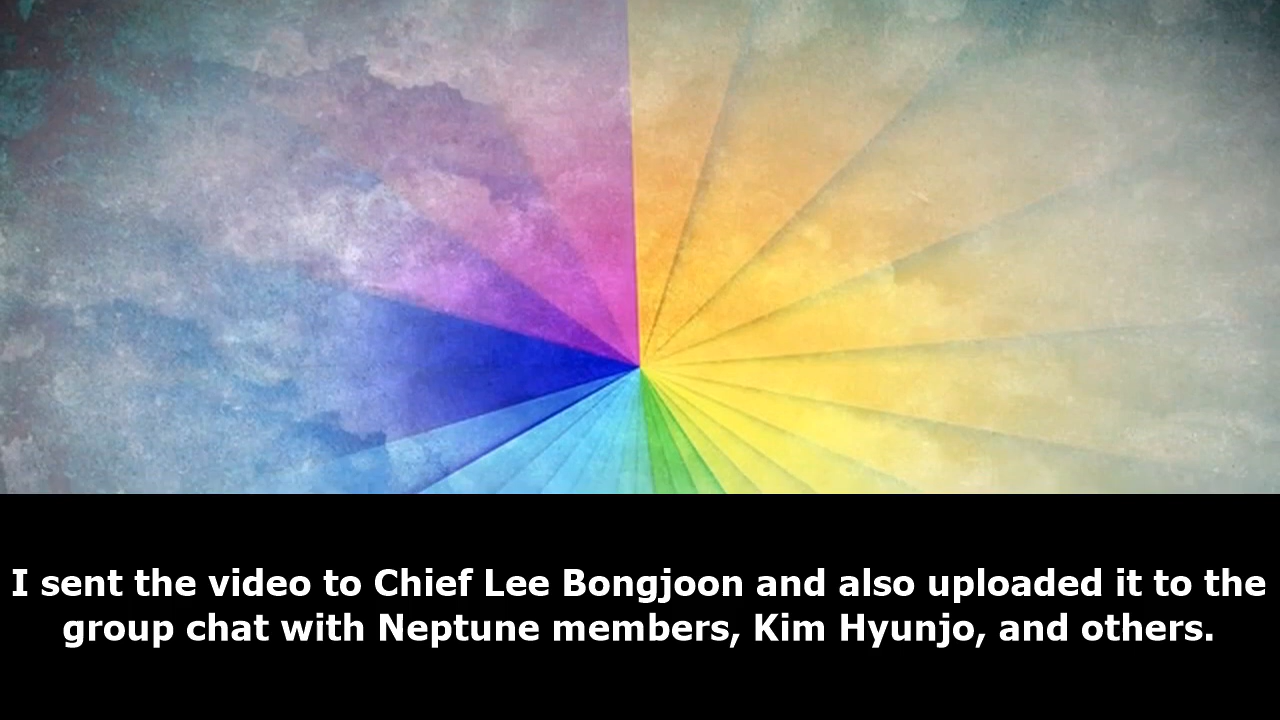 I sent the video to Chief Lee Bongjoon and also uploaded it to the
group chat with Neptune members, Kim Hyunjo, and others.